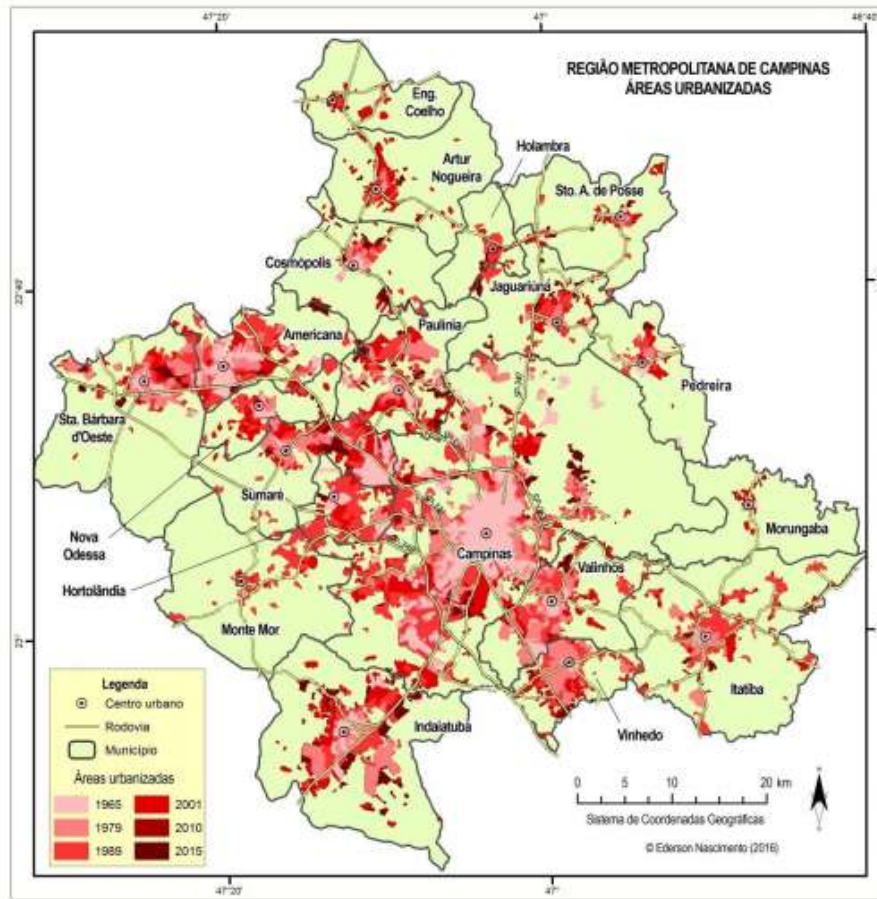 47°20'
47°
46°40'
REGIÃO METROPOLITANA DE CAMPINAS
ÁREAS URBANIZADAS
Eng.
Coelho
Holambra
Artur
Nogueira
Sto. A. de Posse
Cosmópolis
Jaguariúna
22°40'
Americana
Paulínia
Pedreira
Sta. Bárbara
d'Oeste
Sumaré
Nova
Odessa
Morungaba
Campinas
Valinhos
Hortolândia
Monte Mor
23°
Itatiba
Indaiatuba
Vinhedo
Legenda
Centro urbano
Rodovia
Município
Áreas urbanizadas
1965 2001
1979 2010
1989 2015
0 5 10 20 km
Sistema de Coordenadas Geográficas
© Ederson Nascimento (2016)
47°20'
47°